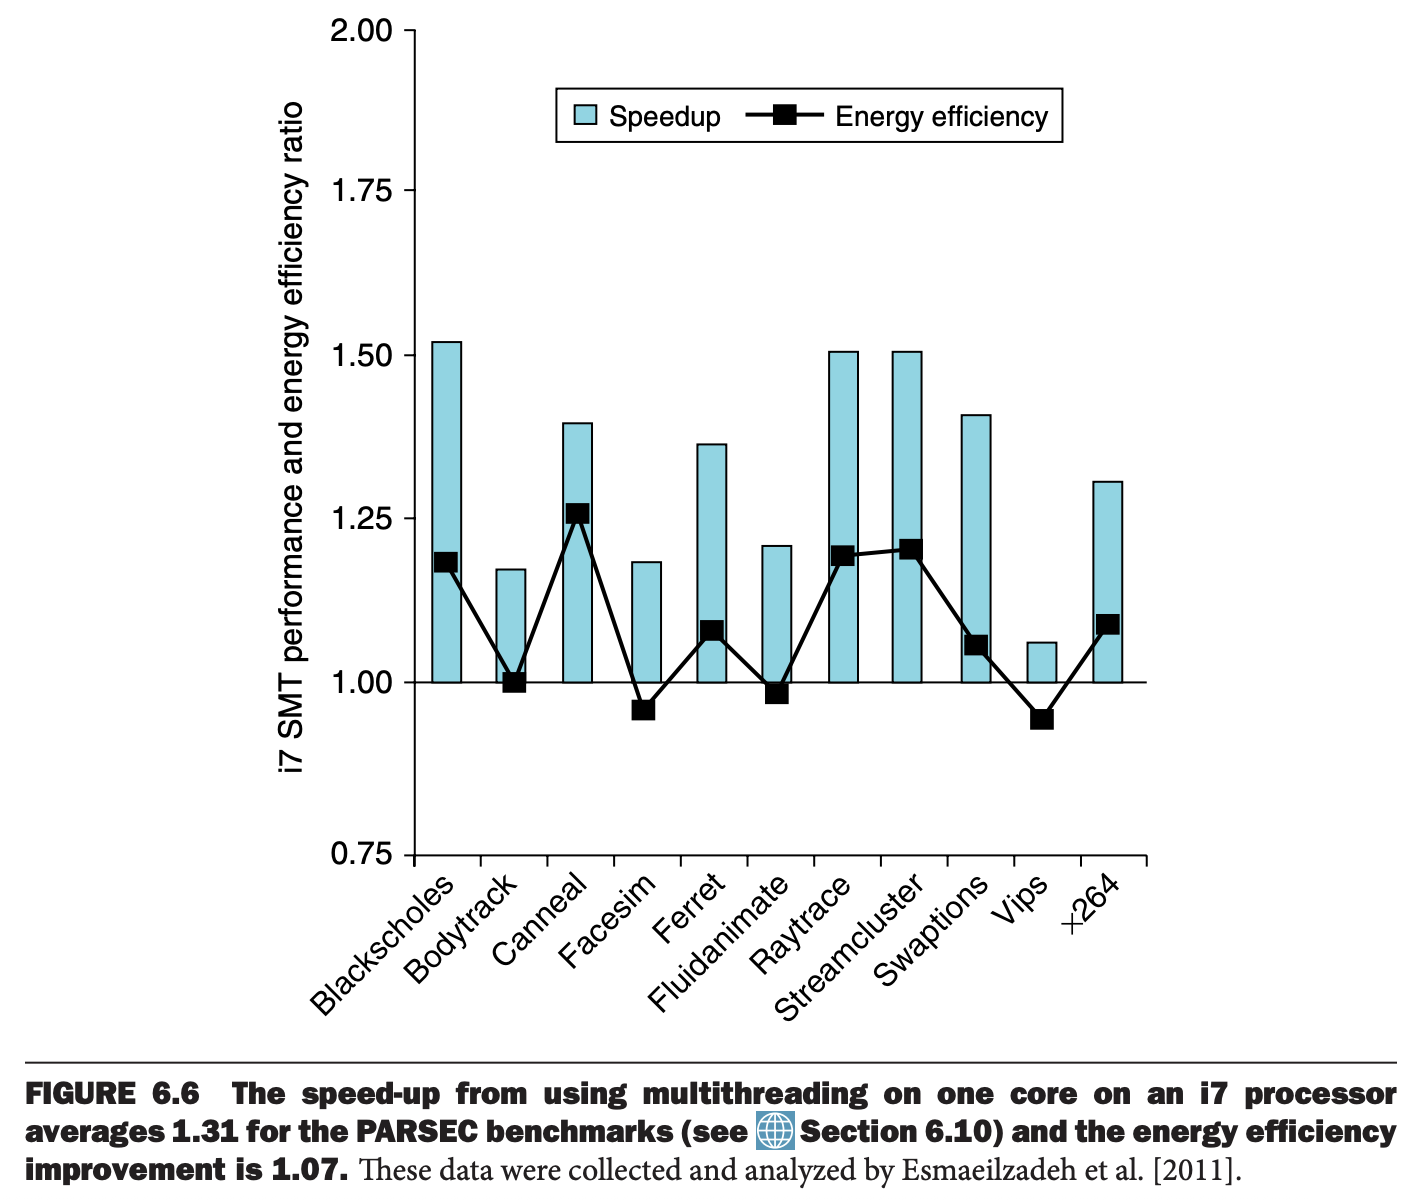 2.00
Speedup Energy efficiency
1.75
1.50
1.25
1.00
0.75
i7 SMT performance and energy efficiency ratio
Blackscholes
Bodytrack
Canneal
Facesim
Ferret
Fluidanimate
Raytrace
Streamcluster
Swaptions
Vips
×264
FIGURE 6.6 The speed-up from using multithreading on one core on an i7 processor
averages 1.31 for the PARSEC benchmarks (see Section 6.10) and the energy efficiency
improvement is 1.07. These data were collected and analyzed by Esmaeilzadeh et al. [2011].